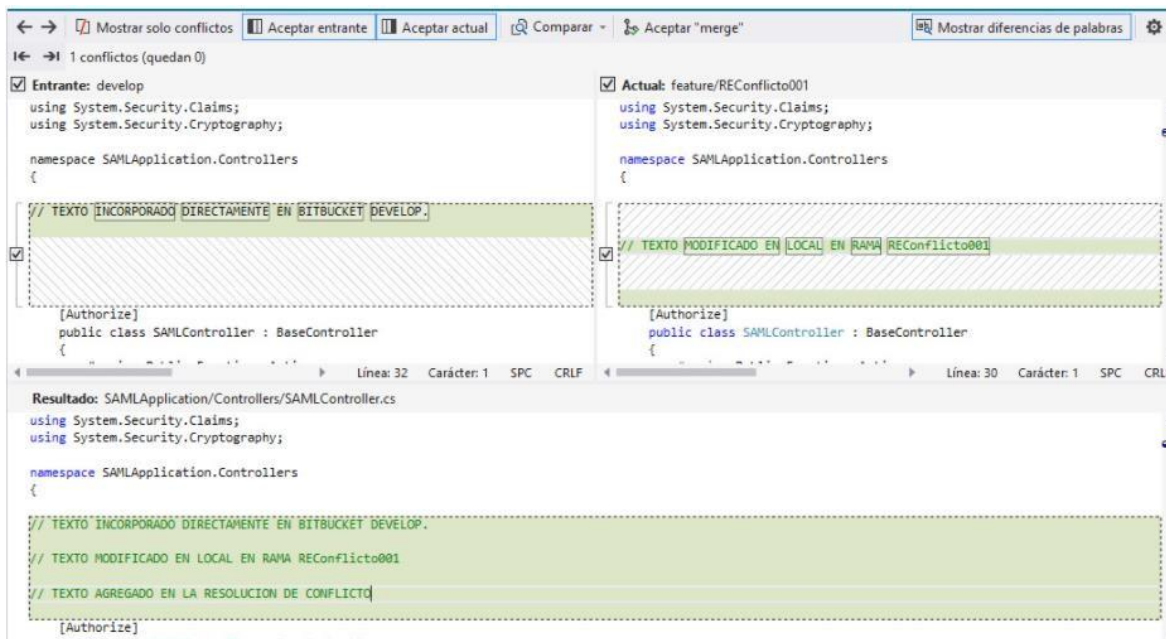 Mostrar solo conflictos Aceptar entrante Aceptar actual Comparar Aceptar "merge" Mostrar diferencias de palabras
1 conflictos (quedan 0)
Entrante: develop
using System.Security.Claims;
using System.Security.Cryptography;
namespace SAMLApplication.Controllers
{
// TEXTO INCORPORADO DIRECTAMENTE EN BITBUCKET DEVELOP.
[Authorize]
public class SAMLController : BaseController
{
Línea: 32 Carácter: 1 SPC CRLF
Actual: feature/REConflicto001
using System.Security.Claims;
using System.Security.Cryptography;
namespace SAMLApplication.Controllers
{
// TEXTO MODIFICADO EN LOCAL EN RAMA REConflicto001
[Authorize]
public class SAMLController : BaseController
{
Línea: 30 Carácter: 1 SPC CRL
Resultado: SAMLApplication/Controllers/SAMLController.cs
using System.Security.Claims;
using System.Security.Cryptography;
namespace SAMLApplication.Controllers
{
// TEXTO INCORPORADO DIRECTAMENTE EN BITBUCKET DEVELOP.
// TEXTO MODIFICADO EN LOCAL EN RAMA REConflicto001
// TEXTO AGREGADO EN LA RESOLUCION DE CONFLICTO
[Authorize]